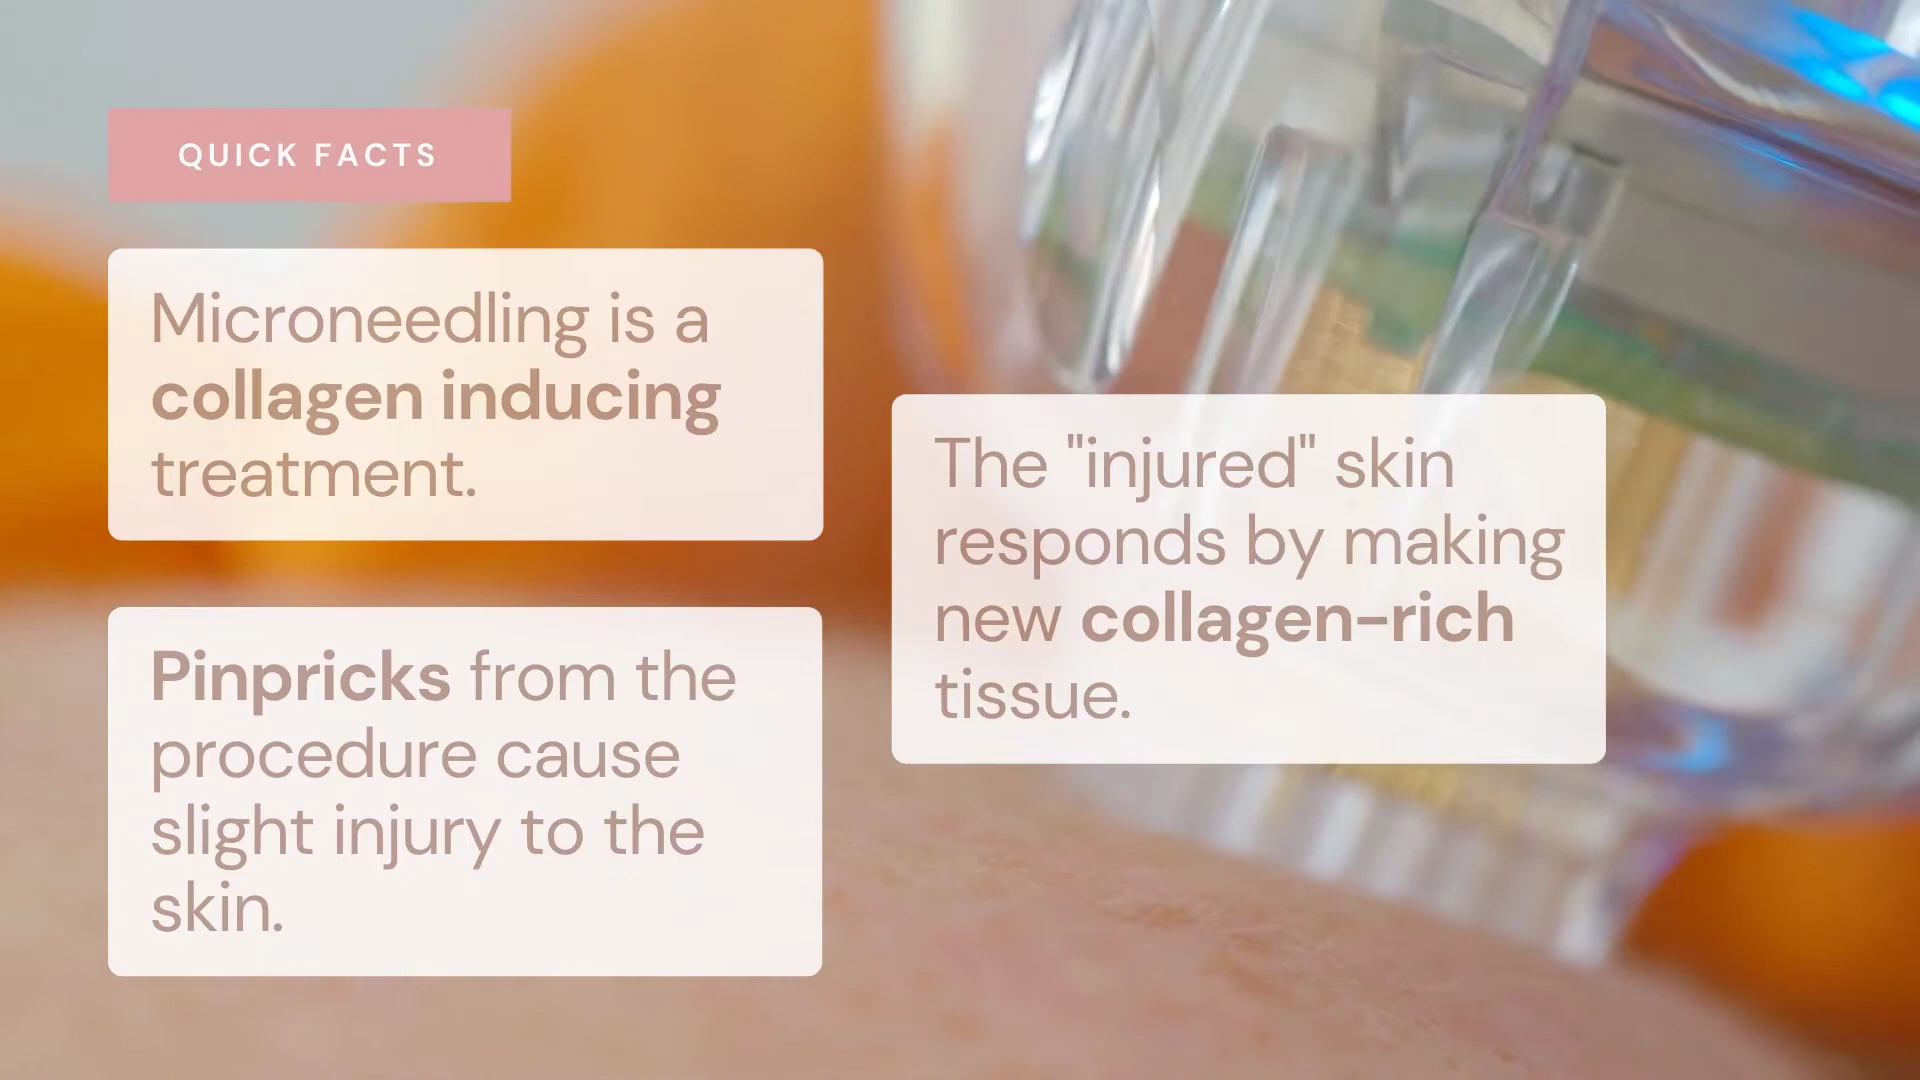 QUICK FACTS
Microneedling is a
collagen inducing
treatment.
Pinpricks from the
procedure cause
slight injury to the
skin.
The "injured" skin
responds by making
new collagen-rich
tissue.